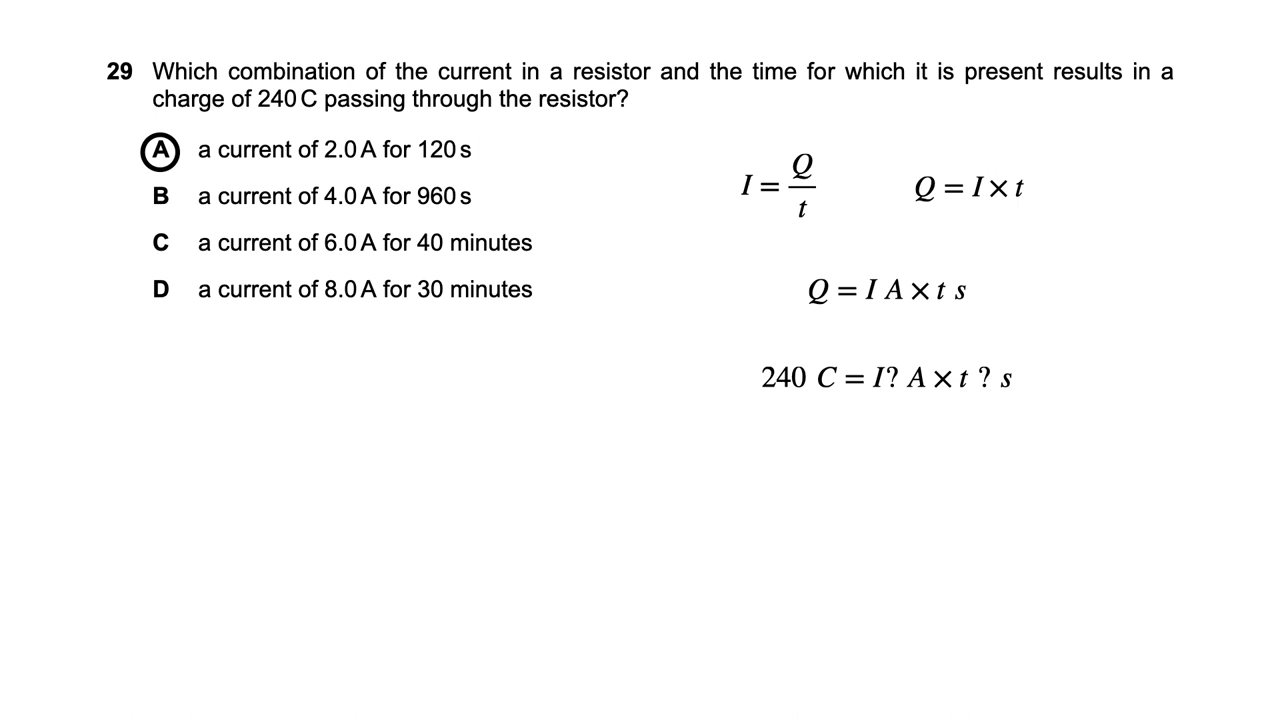 29 Which combination of the current in a resistor and the time for which it is present results in a
charge of 240 C passing through the resistor?
A a current of 2.0 A for 120 s
B a current of 4.0 A for 960 s
C a current of 6.0 A for 40 minutes
D a current of 8.0 A for 30 minutes
I = Q/t
Q = I × t
Q = I A × t s
240 C = I? A × t ? s